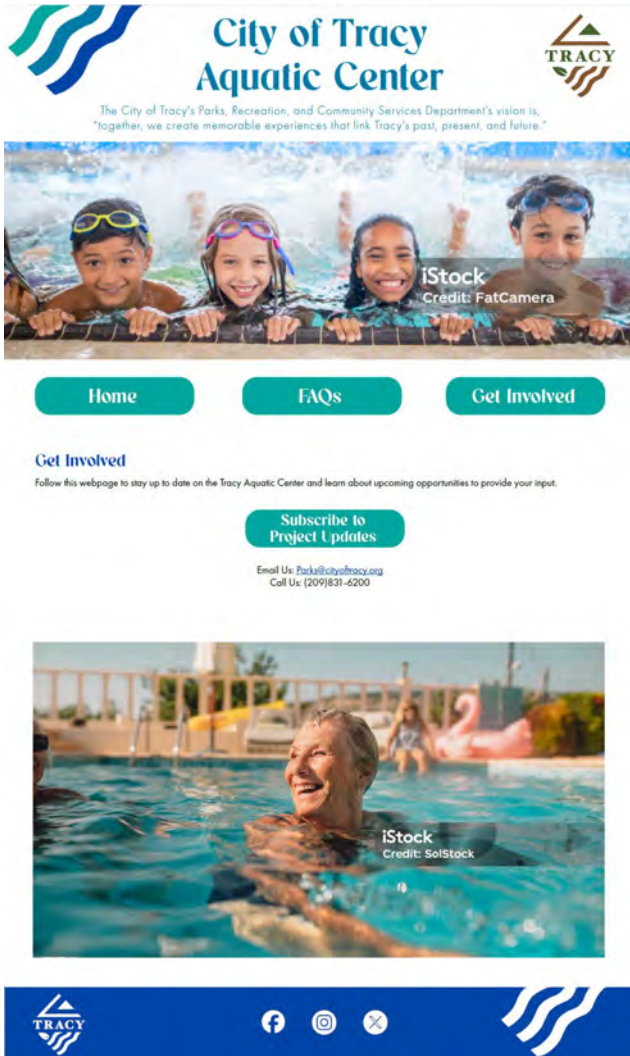 City of Tracy
Aquatic Center
TRACY
The City of Tracy's Parks, Recreation, and Community Services Department's vision is,
"together, we create memorable experiences that link Tracy's past, present, and future."
iStock
Credit: FatCamera
Home
FAQs
Get Involved
Get Involved
Follow this webpage to stay up to date on the Tracy Aquatic Center and learn about upcoming opportunities to provide your input.
Subscribe to
Project Updates
Email Us: Parks@cityoftracy.org
Call Us: (209)831-6200
iStock
Credit: SolStock
TRACY